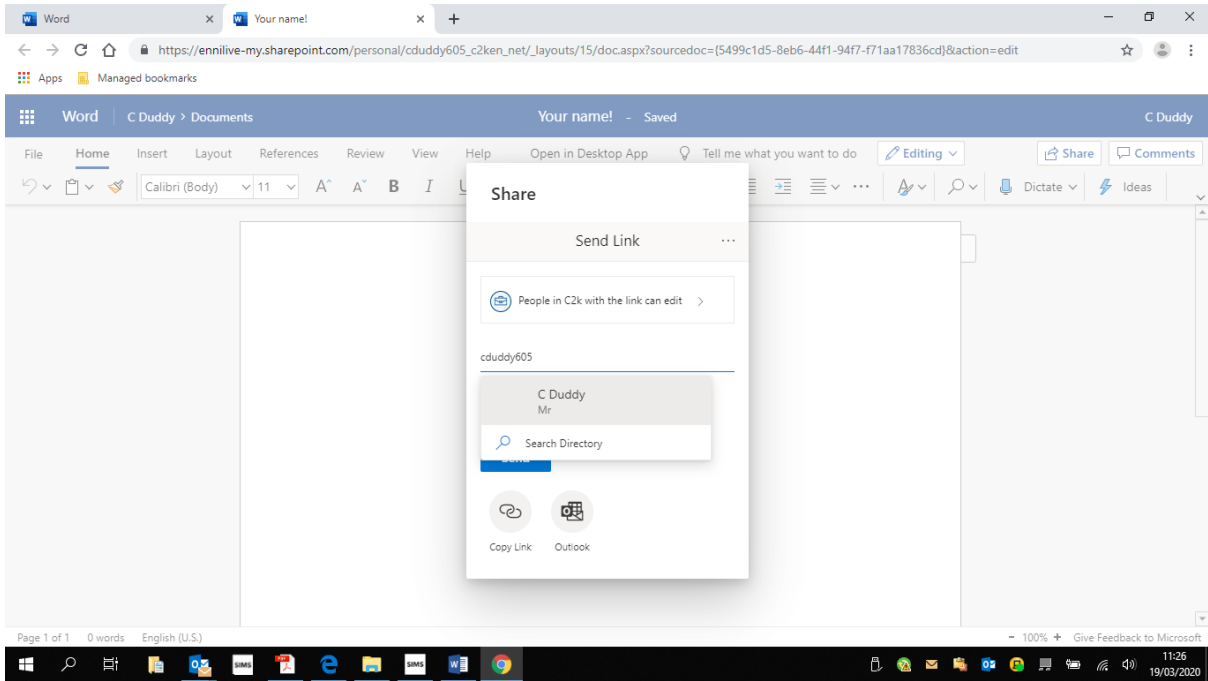 Word
Your name!
https://ennilive-my.sharepoint.com/personal/cduddy605_c2ken_net/_layouts/15/doc.aspx?sourcedoc={5499c1d5-8eb6-44f1-94f7-f71aa17836cd}&action=edit
Apps Managed bookmarks
Word C Duddy > Documents Your name! - Saved C Duddy
File Home Insert Layout References Review View Help Open in Desktop App Tell me what you want to do Editing Share Comments
Calibri (Body) 11 A A B I U Dictate Ideas
Share
Send Link
People in C2k with the link can edit
cduddy605
C Duddy
Mr
Search Directory
Send
Copy Link Outlook
Page 1 of 1 0 words English (U.S.) - 100% + Give Feedback to Microsoft
SIMS SIMS
11:26
19/03/2020